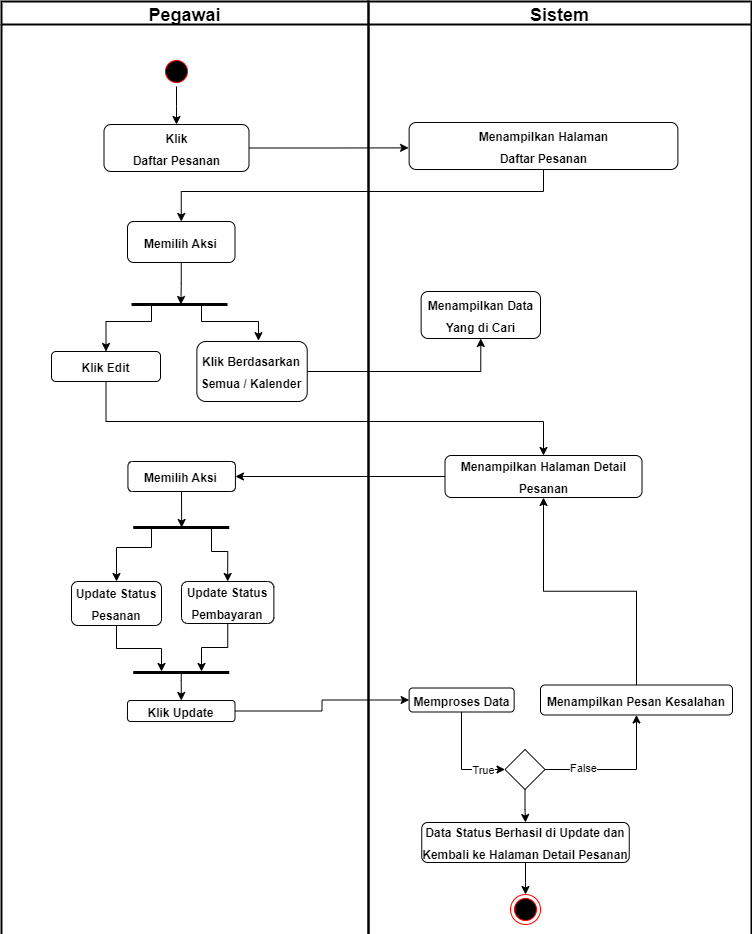 Pegawai
Sistem
Klik
Daftar Pesanan
Menampilkan Halaman
Daftar Pesanan
Memilih Aksi
Menampilkan Data
Yang di Cari
Klik Edit
Klik Berdasarkan
Semua / Kalender
Memilih Aksi
Menampilkan Halaman Detail
Pesanan
Update Status
Pesanan
Update Status
Pembayaran
Klik Update
Memproses Data
Menampilkan Pesan Kesalahan
True
False
Data Status Berhasil di Update dan
Kembali ke Halaman Detail Pesanan